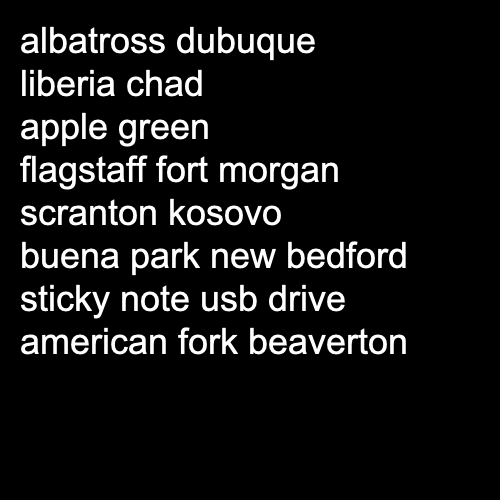 albatross dubuque
liberia chad
apple green
flagstaff fort morgan
scranton kosovo
buena park new bedford
sticky note usb drive
american fork beaverton